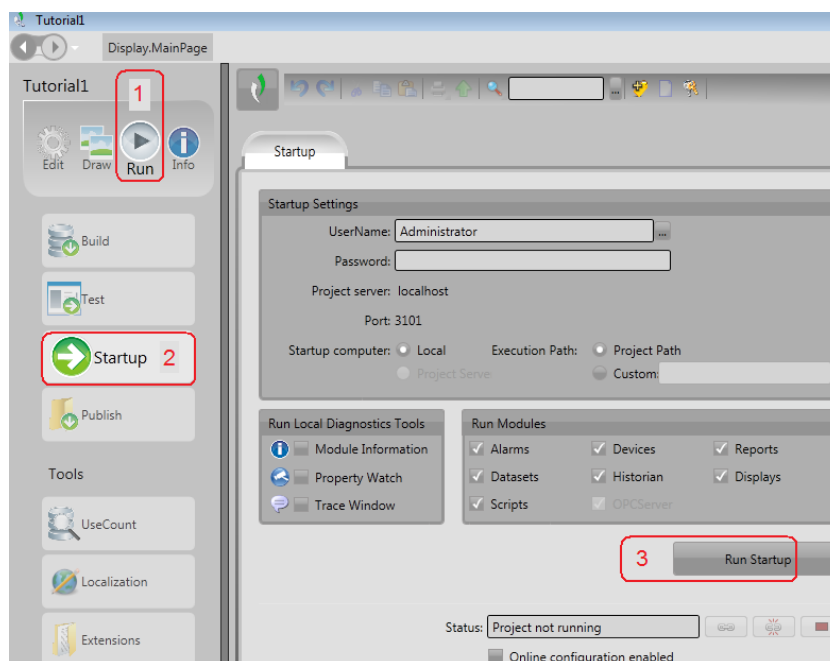 Tutorial1
Display.MainPage
Tutorial1
1
Edit
Draw
Run
Info
Build
Test
Startup 2
Publish
Tools
UseCount
Localization
Extensions
...
Startup
Startup Settings
UserName: Administrator ...
Password:
Project server: localhost
Port: 3101
Startup computer: Local Execution Path: Project Path
Project Serve Custom:
Run Local Diagnostics Tools
Module Information
Property Watch
Trace Window
Run Modules
Alarms Devices Reports
Datasets Historian Displays
Scripts OPCServer
3 Run Startup
Status: Project not running
Online configuration enabled